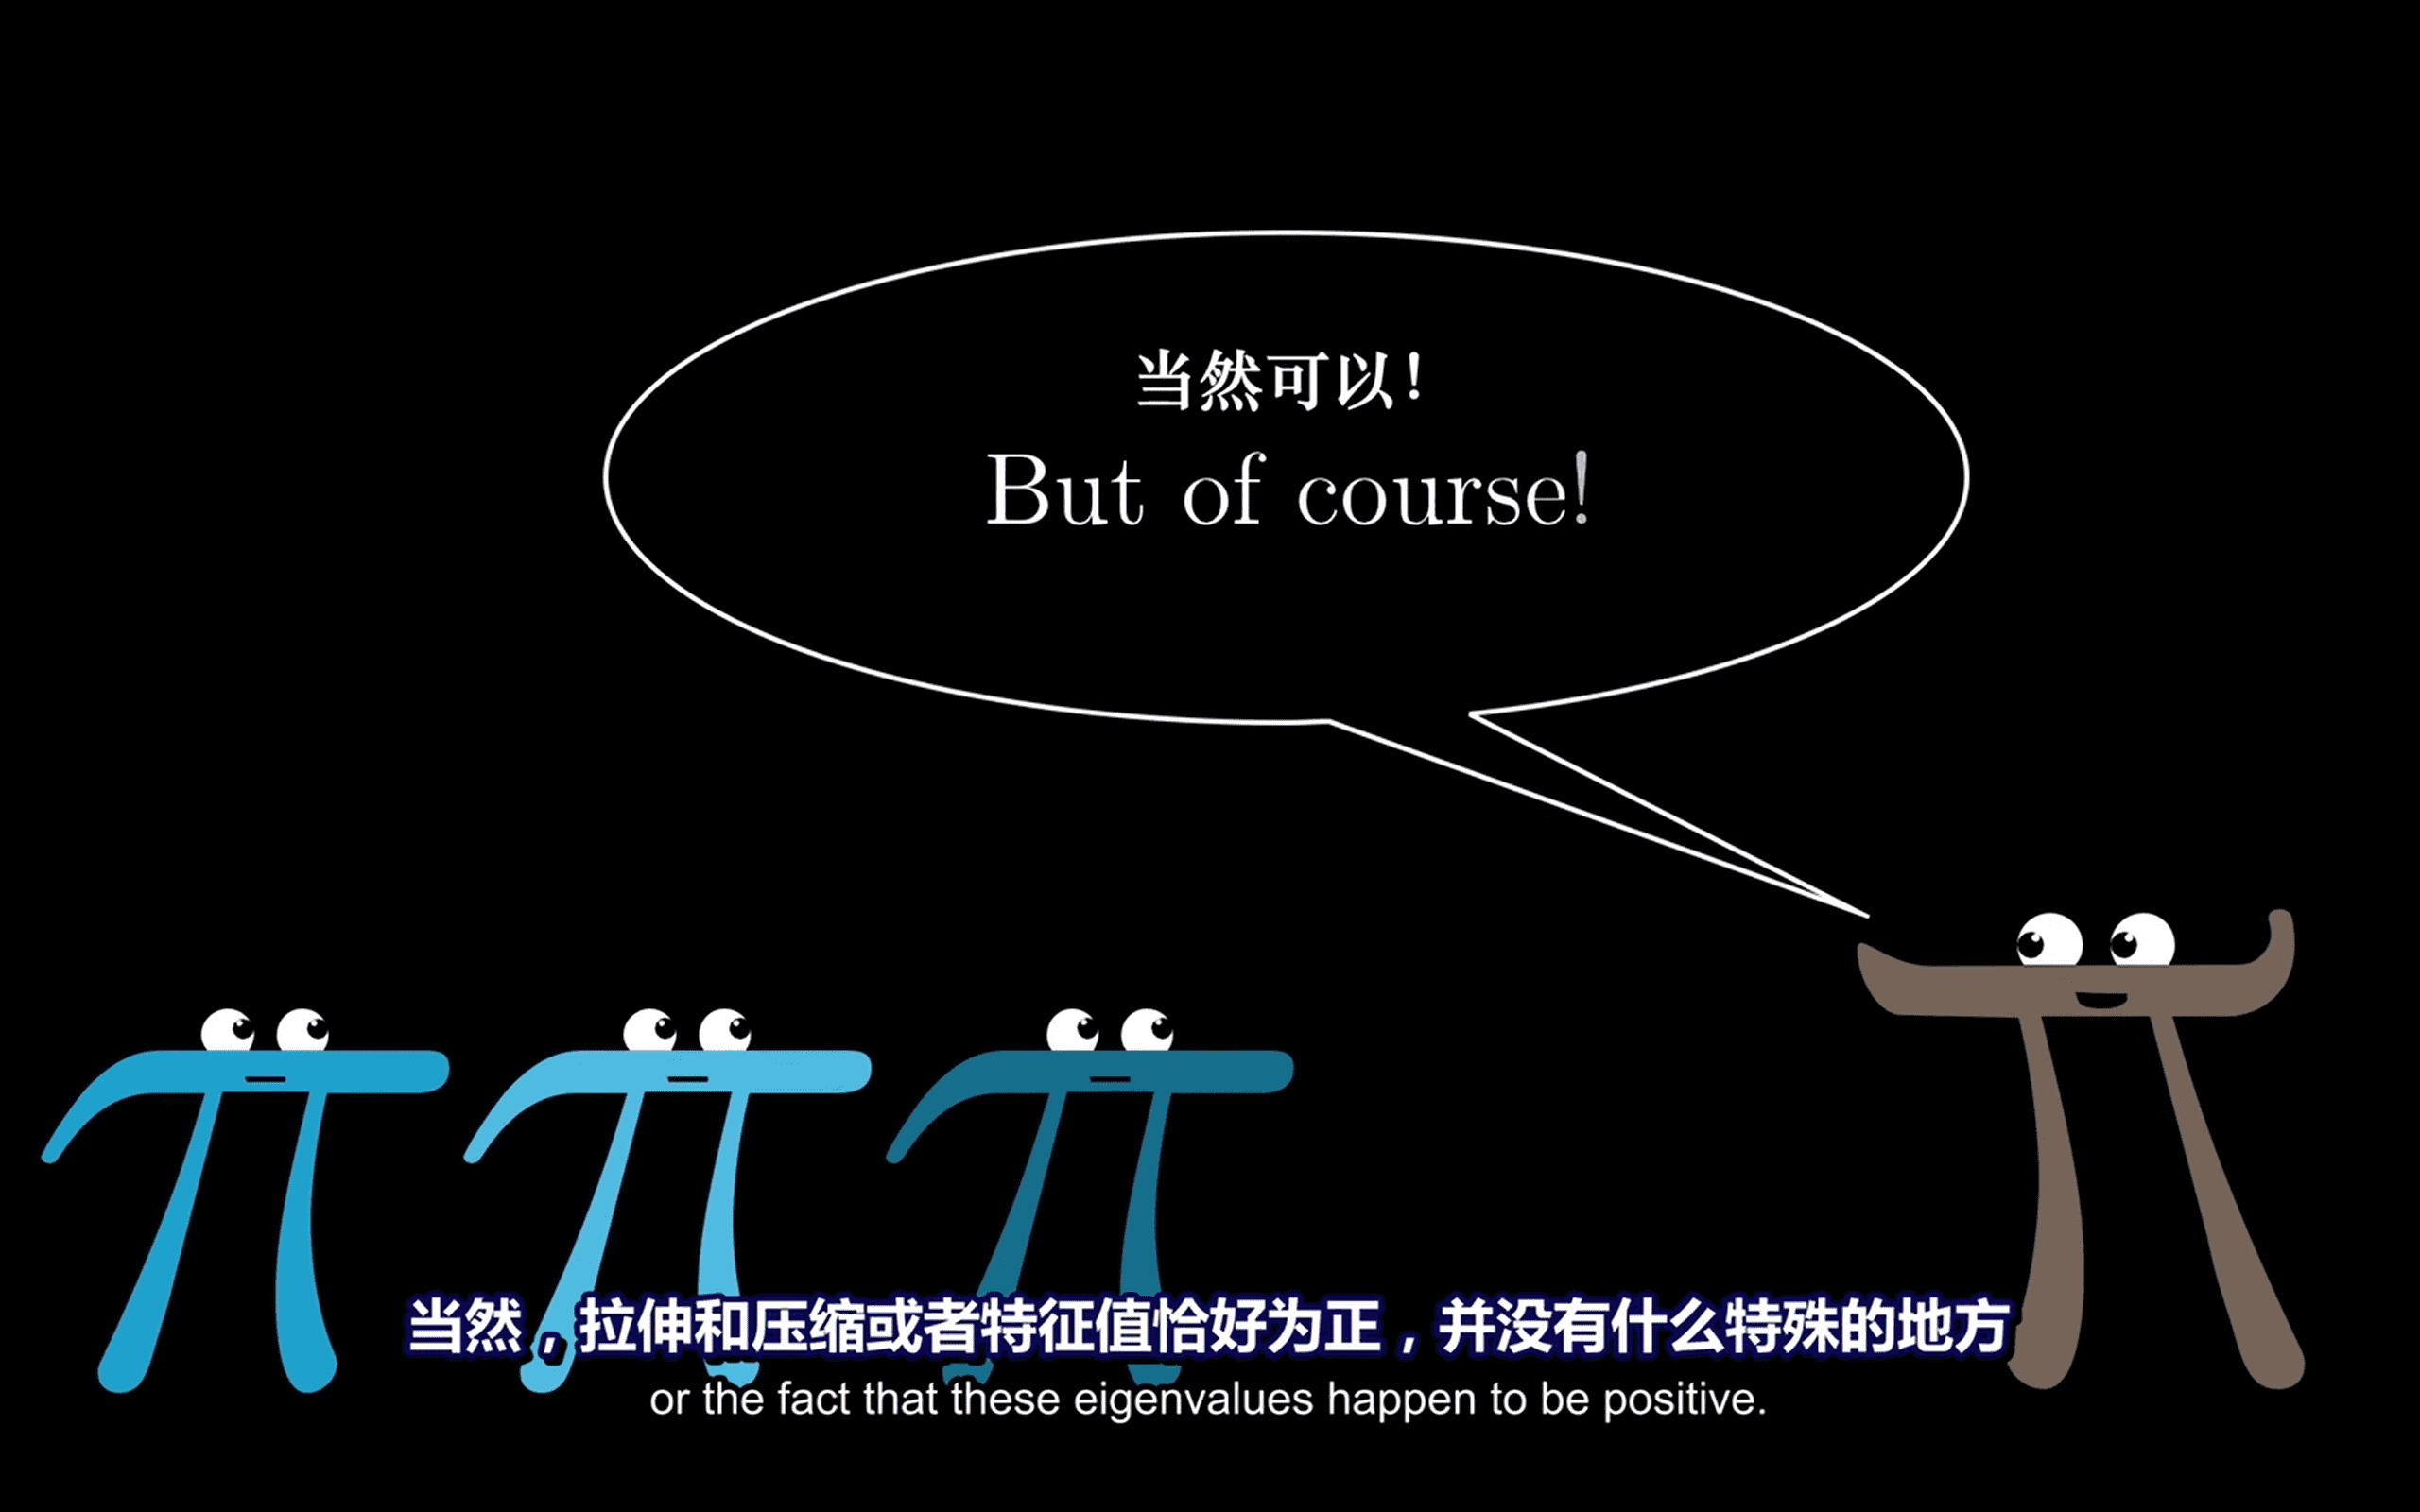 当然可以！
But of course!
当然，拉伸和压缩或者特征值恰好为正，并没有什么特殊的地方
or the fact that these eigenvalues happen to be positive.